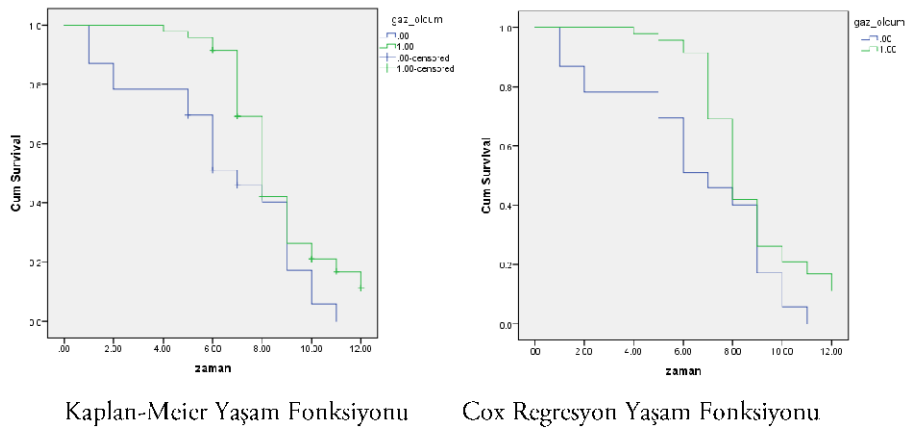 gaz_olcum
.00
1.00
.00-censored
1.00-censored
Cum Survival
1.0
0.8
0.6
0.4
0.2
0.0
.00 2.00 4.00 6.00 8.00 10.00 12.00
zaman
gaz_olcum
.00
1.00
Cum Survival
1.0
0.8
0.6
0.4
0.2
0.0
.00 2.00 4.00 6.00 8.00 10.00 12.00
zaman
Kaplan-Meier Yaşam Fonksiyonu
Cox Regresyon Yaşam Fonksiyonu